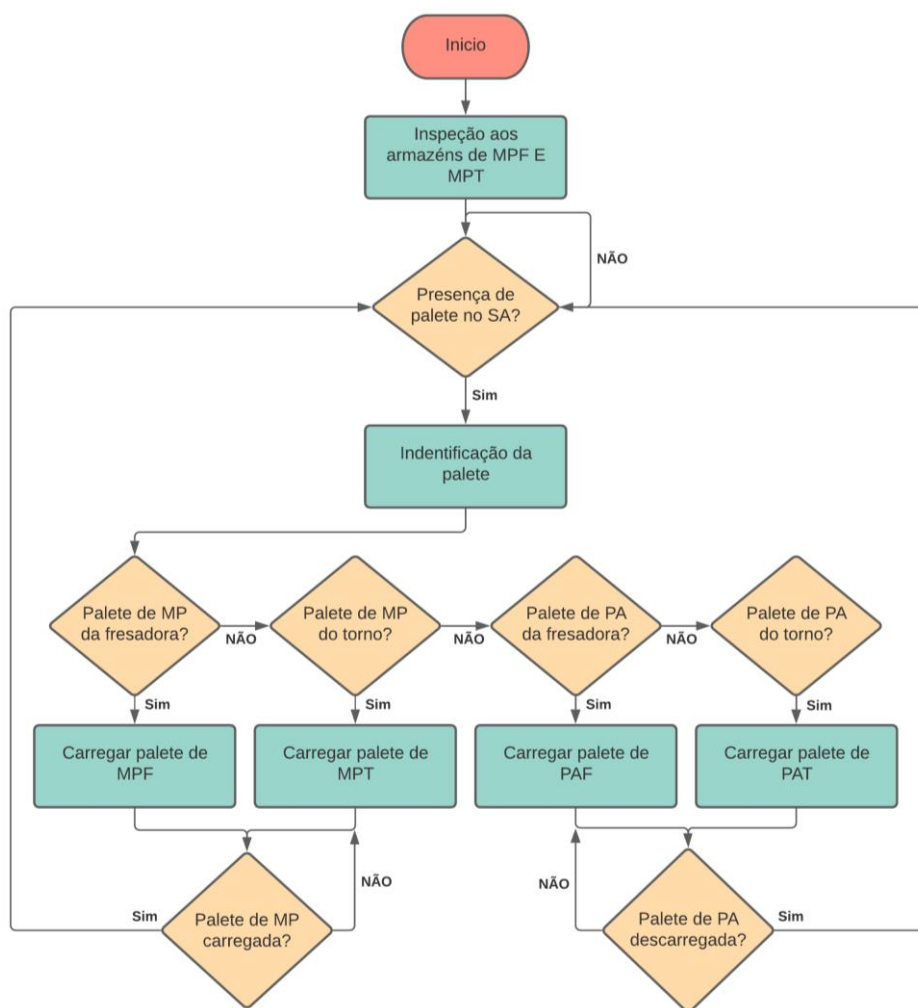 Inicio
Inspeção aos
armazéns de MPF E
MPT
NÃO
Presença de
palete no SA?
Sim
Indentificação da
palete
Palete de MP
da fresadora?
NÃO
Palete de MP
do torno?
NÃO
Palete de PA
da fresadora?
NÃO
Palete de PA
do torno?
Sim
Sim
Sim
Sim
Carregar palete de
MPF
Carregar palete de
MPT
Carregar palete de
PAF
Carregar palete de
PAT
NÃO
NÃO
Sim
Palete de MP
carregada?
Palete de PA
descarregada?
Sim